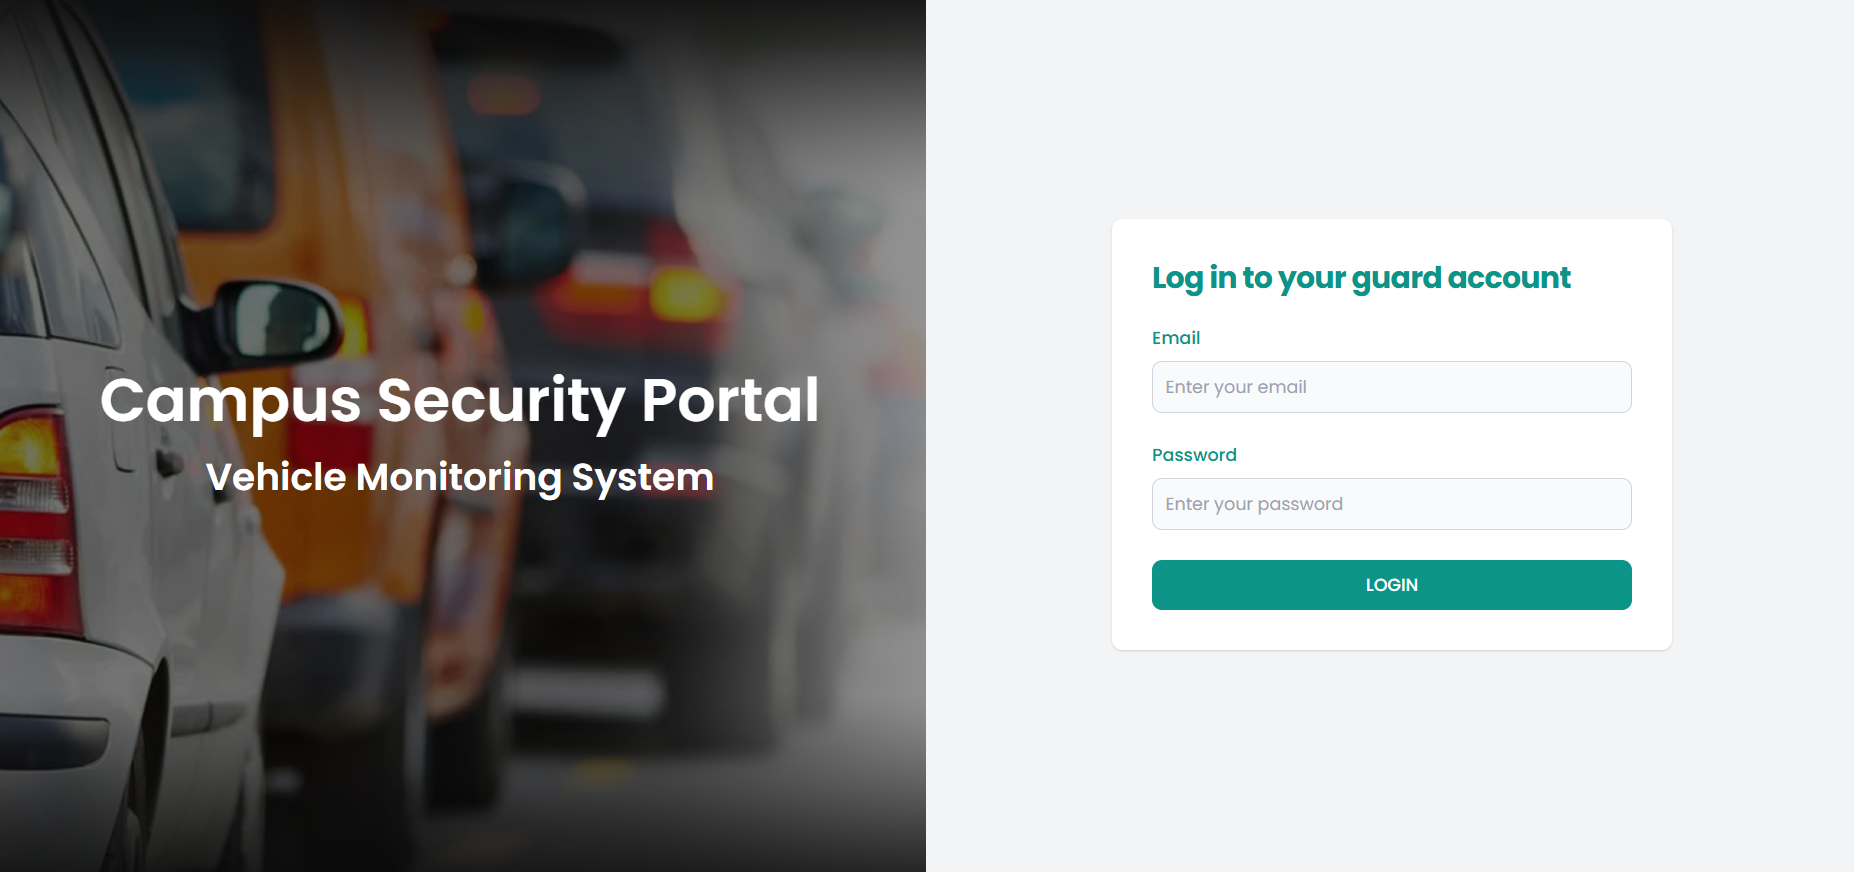 Campus Security Portal
Vehicle Monitoring System
Log in to your guard account
Email
Enter your email
Password
Enter your password
LOGIN